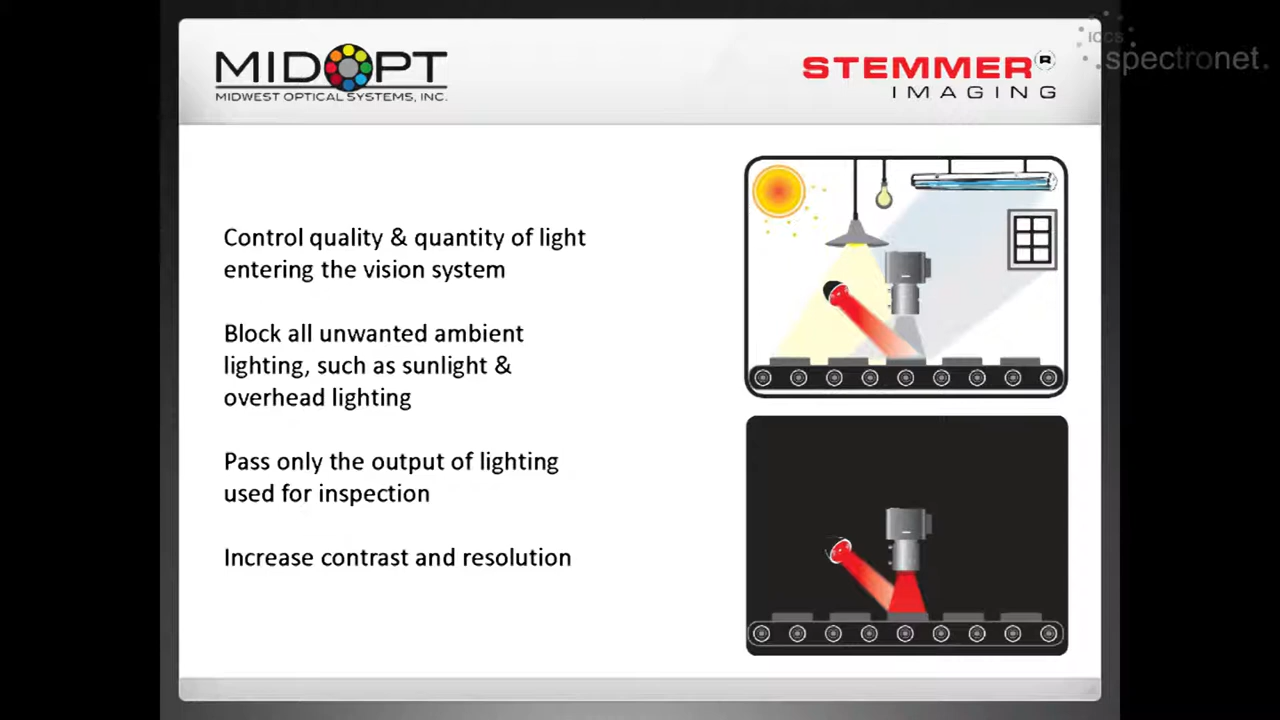 MIDOPT
MIDWEST OPTICAL SYSTEMS, INC.
STEMMER®
IMAGING
ICCS
spectronet.
Control quality & quantity of light
entering the vision system
Block all unwanted ambient
lighting, such as sunlight &
overhead lighting
Pass only the output of lighting
used for inspection
Increase contrast and resolution